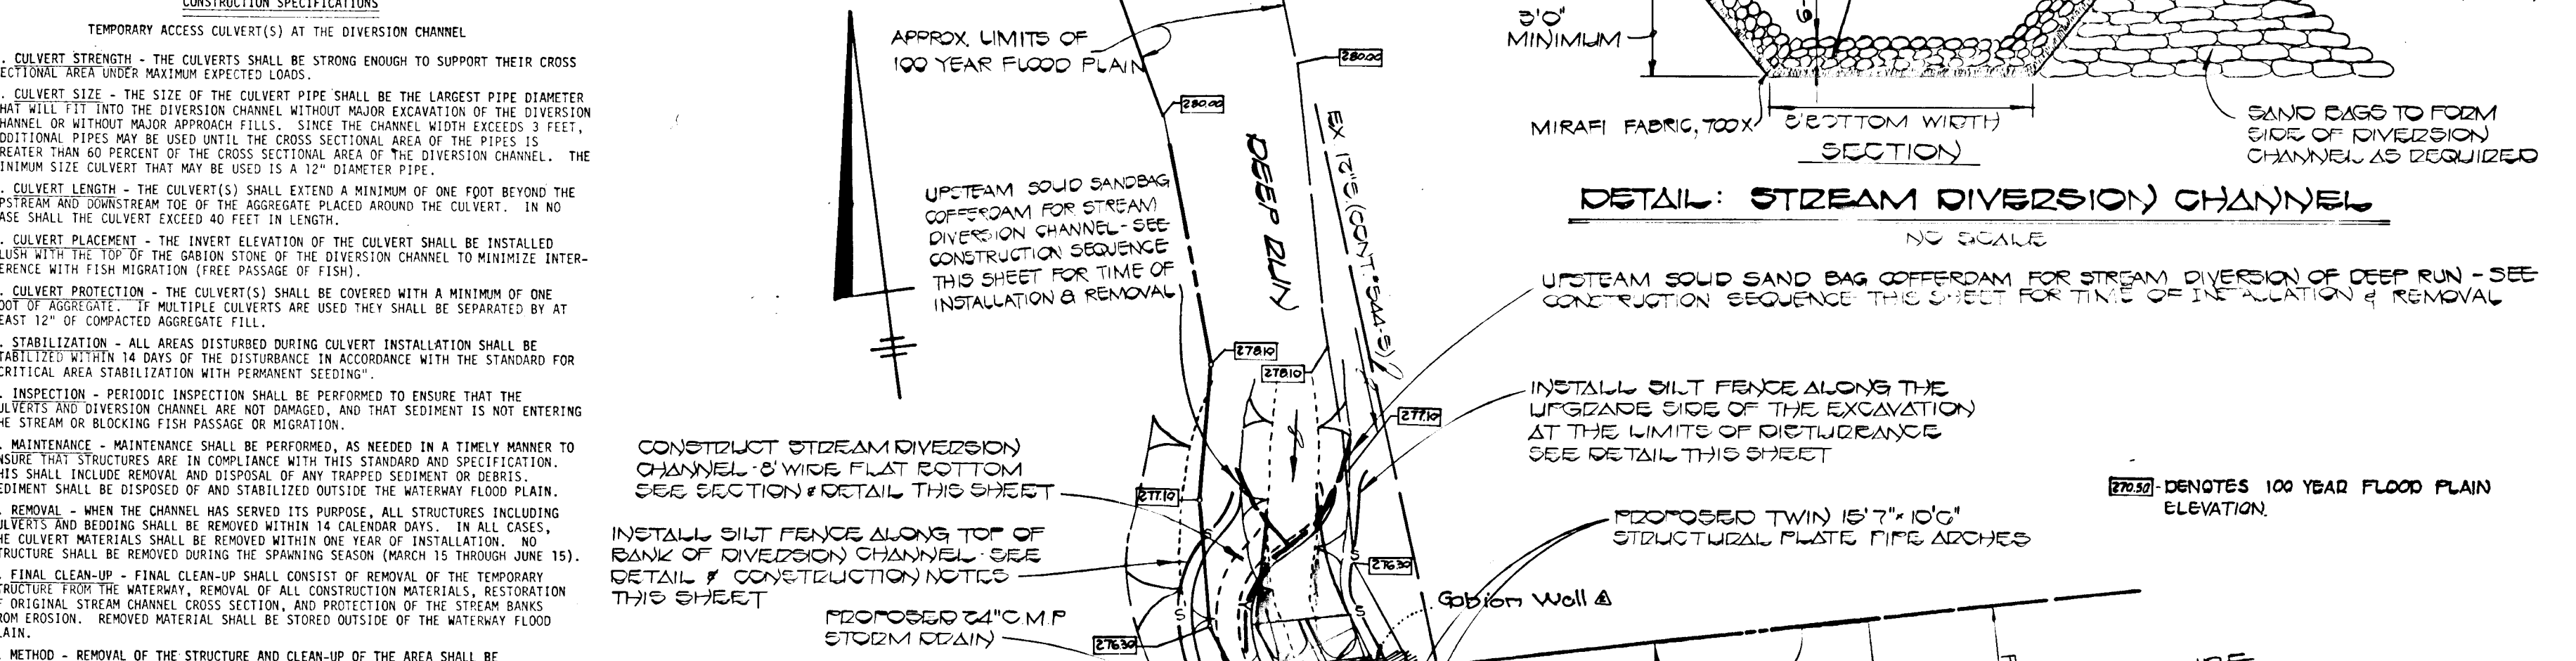 CONSTRUCTION SPECIFICATIONS
TEMPORARY ACCESS CULVERT(S) AT THE DIVERSION CHANNEL
. CULVERT STRENGTH - THE CULVERTS SHALL BE STRONG ENOUGH TO SUPPORT THEIR CROSS
ECTIONAL AREA UNDER MAXIMUM EXPECTED LOADS.
. CULVERT SIZE - THE SIZE OF THE CULVERT PIPE SHALL BE THE LARGEST PIPE DIAMETER
HAT WILL FIT INTO THE DIVERSION CHANNEL WITHOUT MAJOR EXCAVATION OF THE DIVERSION
HANNEL OR WITHOUT MAJOR APPROACH FILLS. SINCE THE CHANNEL WIDTH EXCEEDS 3 FEET,
DDITIONAL PIPES MAY BE USED UNTIL THE CROSS SECTIONAL AREA OF THE PIPES IS
REATER THAN 60 PERCENT OF THE CROSS SECTIONAL AREA OF THE DIVERSION CHANNEL. THE
INIMUM SIZE CULVERT THAT MAY BE USED IS A 12" DIAMETER PIPE.
. CULVERT LENGTH - THE CULVERT(S) SHALL EXTEND A MINIMUM OF ONE FOOT BEYOND THE
PSTREAM AND DOWNSTREAM TOE OF THE AGGREGATE PLACED AROUND THE CULVERT. IN NO
ASE SHALL THE CULVERT EXCEED 40 FEET IN LENGTH.
. CULVERT PLACEMENT - THE INVERT ELEVATION OF THE CULVERT SHALL BE INSTALLED
LUSH WITH THE TOP OF THE GABION STONE OF THE DIVERSION CHANNEL TO MINIMIZE INTER-
ERENCE WITH FISH MIGRATION (FREE PASSAGE OF FISH).
. CULVERT PROTECTION - THE CULVERT(S) SHALL BE COVERED WITH A MINIMUM OF ONE
OOT OF AGGREGATE. IF MULTIPLE CULVERTS ARE USED THEY SHALL BE SEPARATED BY AT
EAST 12" OF COMPACTED AGGREGATE FILL.
. STABILIZATION - ALL AREAS DISTURBED DURING CULVERT INSTALLATION SHALL BE
TABILIZED WITHIN 14 DAYS OF THE DISTURBANCE IN ACCORDANCE WITH THE STANDARD FOR
CRITICAL AREA STABILIZATION WITH PERMANENT SEEDING".
. INSPECTION - PERIODIC INSPECTION SHALL BE PERFORMED TO ENSURE THAT THE
ULVERTS AND DIVERSION CHANNEL ARE NOT DAMAGED, AND THAT SEDIMENT IS NOT ENTERING
HE STREAM OR BLOCKING FISH PASSAGE OR MIGRATION.
. MAINTENANCE - MAINTENANCE SHALL BE PERFORMED, AS NEEDED IN A TIMELY MANNER TO
NSURE THAT STRUCTURES ARE IN COMPLIANCE WITH THIS STANDARD AND SPECIFICATION.
HIS SHALL INCLUDE REMOVAL AND DISPOSAL OF ANY TRAPPED SEDIMENT OR DEBRIS.
EDIMENT SHALL BE DISPOSED OF AND STABILIZED OUTSIDE THE WATERWAY FLOOD PLAIN.
. REMOVAL - WHEN THE CHANNEL HAS SERVED ITS PURPOSE, ALL STRUCTURES INCLUDING
ULVERTS AND BEDDING SHALL BE REMOVED WITHIN 14 CALENDAR DAYS. IN ALL CASES,
HE CULVERT MATERIALS SHALL BE REMOVED WITHIN ONE YEAR OF INSTALLATION. NO
TRUCTURE SHALL BE REMOVED DURING THE SPAWNING SEASON (MARCH 15 THROUGH JUNE 15).
. FINAL CLEAN-UP - FINAL CLEAN-UP SHALL CONSIST OF REMOVAL OF THE TEMPORARY
TRUCTURE FROM THE WATERWAY, REMOVAL OF ALL CONSTRUCTION MATERIALS, RESTORATION
F ORIGINAL STREAM CHANNEL CROSS SECTION, AND PROTECTION OF THE STREAM BANKS
ROM EROSION. REMOVED MATERIAL SHALL BE STORED OUTSIDE OF THE WATERWAY FLOOD
LAIN.
. METHOD - REMOVAL OF THE STRUCTURE AND CLEAN-UP OF THE AREA SHALL BE
APPROX. LIMITS OF
100 YEAR FLOOD PLAIN
280.00
280.00
DEEP RUN
EX. 12"S.(CONT.#544-S)
UPSTEAM SOLID SANDBAG
COFFERDAM FOR STREAM
DIVERSION CHANNEL-SEE
CONSTRUCTION SEQUENCE
THIS SHEET FOR TIME OF
INSTALLATION & REMOVAL
278.10
278.10
277.10
277.10
CONSTRUCT STREAM DIVERSION
CHANNEL-8' WIDE FLAT BOTTOM
SEE SECTION & DETAIL THIS SHEET
INSTALL SILT FENCE ALONG TOP OF
BANK OF DIVERSION CHANNEL-SEE
DETAIL & CONSTRUCTION NOTES
THIS SHEET
PROPOSED 24"C.M.P
STORM DRAIN
276.30
276.30
S
S
S
S
3'0"
MINIMUM
MIRAFI FABRIC, 700X
8' BOTTOM WIDTH
SECTION
SAND BAGS TO FORM
SIDE OF DIVERSION
CHANNEL AS REQUIRED
DETAIL: STREAM DIVERSION CHANNEL
NO SCALE
UPSTEAM SOLID SAND BAG COFFERDAM FOR STREAM DIVERSION OF DEEP RUN - SEE
CONSTRUCTION SEQUENCE THIS SHEET FOR TIME OF INSTALLATION & REMOVAL
INSTALL SILT FENCE ALONG THE
UPGRADE SIDE OF THE EXCAVATION
AT THE LIMITS OF DISTURBANCE
SEE DETAIL THIS SHEET
270.50 - DENOTES 100 YEAR FLOOD PLAIN
ELEVATION.
PROPOSED TWIN 15'7"x 10'6"
STRUCTURAL PLATE PIPE ARCHES
Gabion Wall